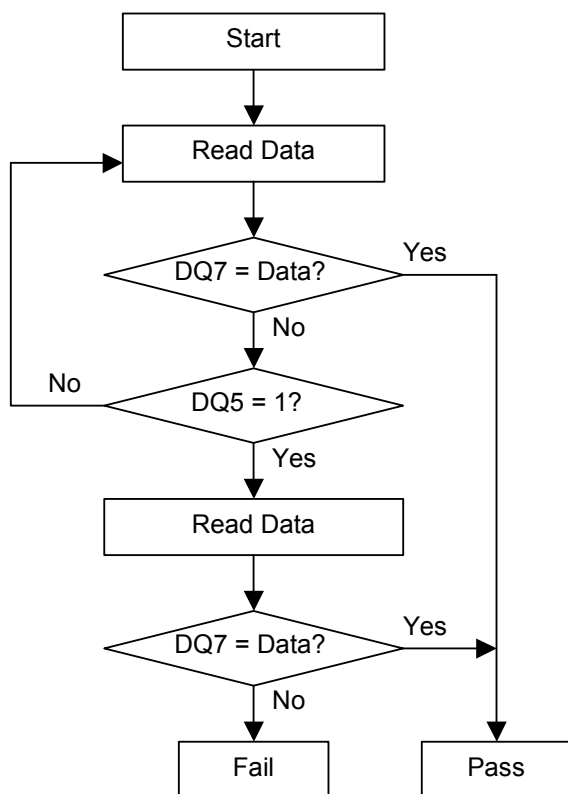 Start
Read Data
DQ7 = Data?
Yes
No
No
DQ5 = 1?
Yes
Read Data
DQ7 = Data?
Yes
No
Fail
Pass